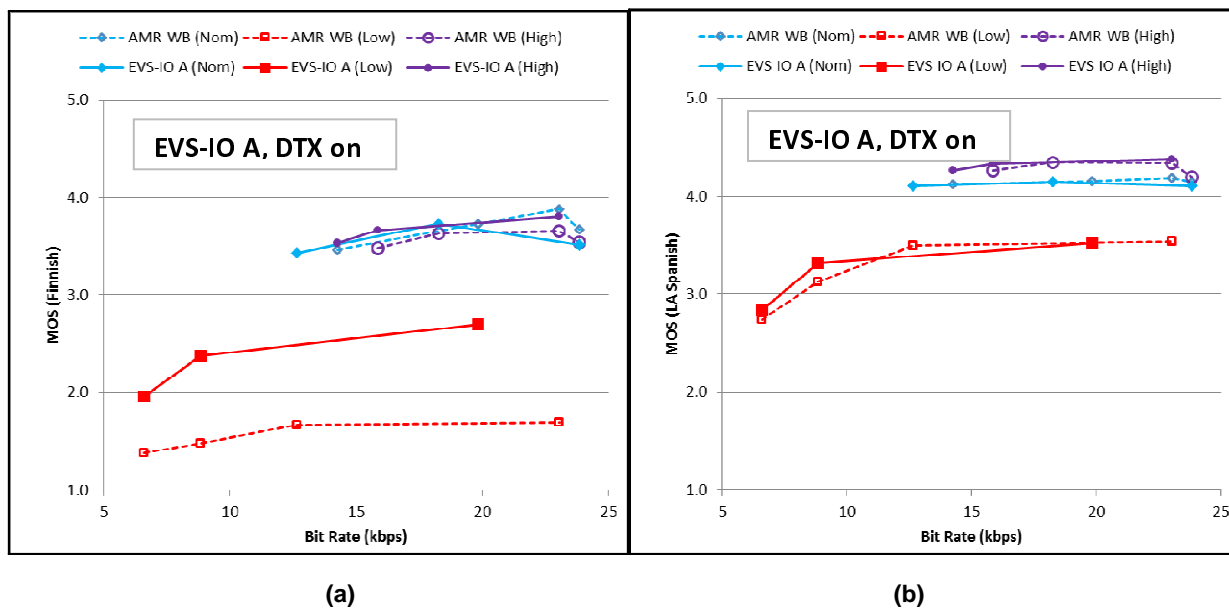 AMR WB (Nom) AMR WB (Low) AMR WB (High)
EVS-IO A (Nom) EVS-IO A (Low) EVS-IO A (High)
5.0
EVS-IO A, DTX on
4.0
3.0
2.0
1.0
MOS (Finnish)
5 10 15 20 25
Bit Rate (kbps)
(a)
AMR WB (Nom) AMR WB (Low) AMR WB (High)
EVS IO A (Nom) EVS IO A (Low) EVS IO A (High)
5.0
EVS-IO A, DTX on
4.0
3.0
2.0
1.0
MOS (LA Spanish)
5 10 15 20 25
Bit Rate (kbps)
(b)